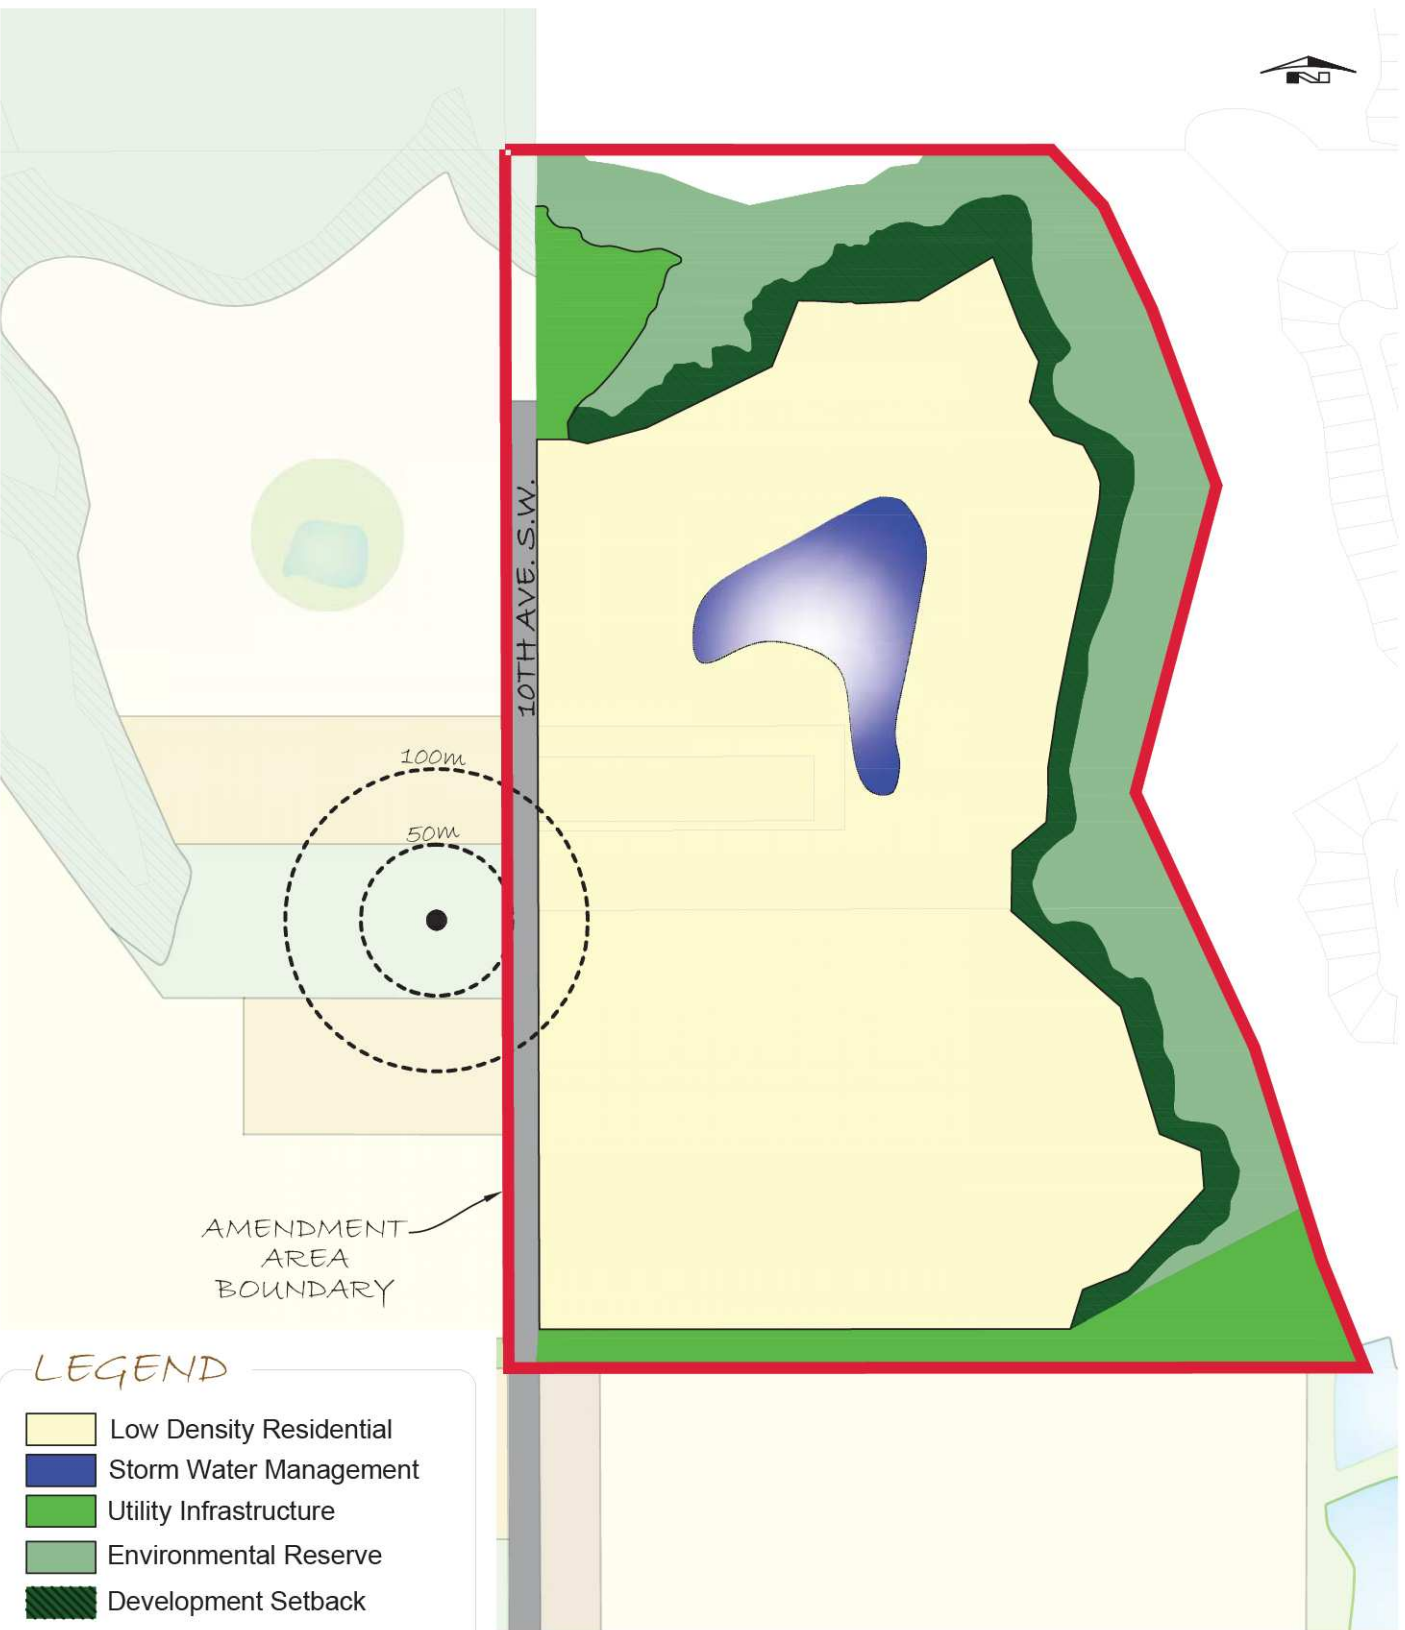 N
10TH AVE. S.W.
100m
50m
AMENDMENT
AREA
BOUNDARY
LEGEND
Low Density Residential
Storm Water Management
Utility Infrastructure
Environmental Reserve
Development Setback